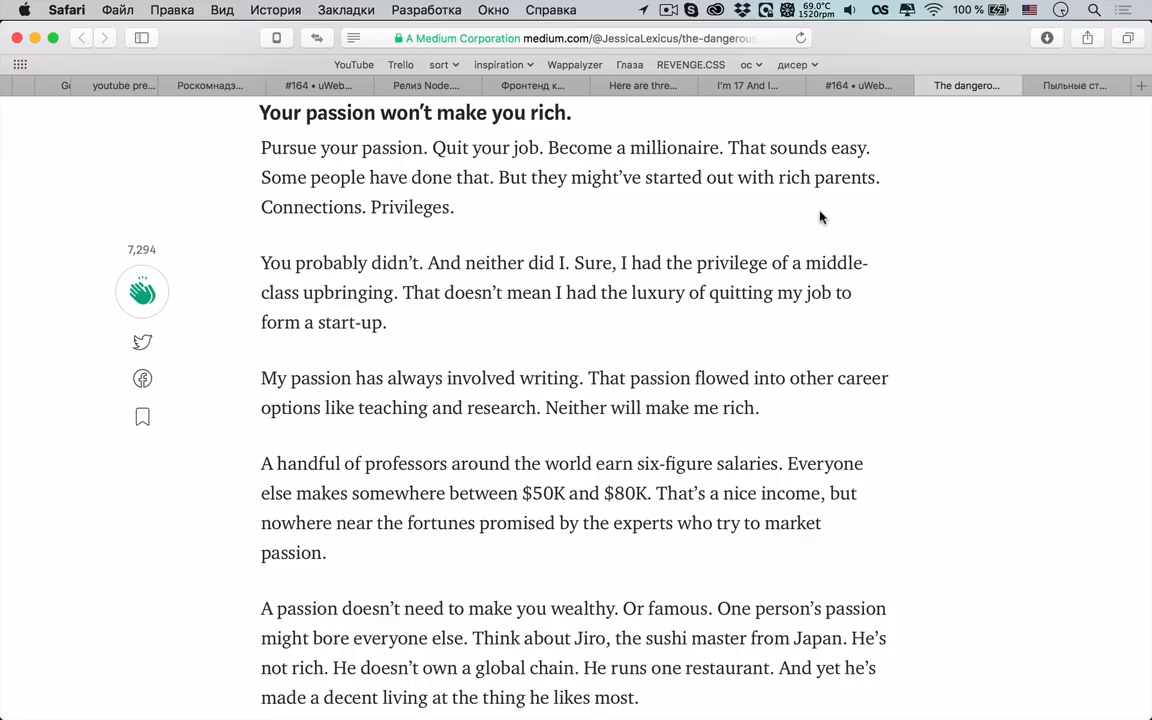 Safari Файл Правка Вид История Закладки Разработка Окно Справка 69.0°C 1520rpm 100 %
A Medium Corporation medium.com/@JessicaLexicus/the-dangerous
YouTube Trello sort inspiration Wappalyzer Глаза REVENGE.CSS ос дисер
Ge youtube pre... Роскомнадз... #164 • uWeb... Релиз Node.... Фронтенд к... Here are thre... I'm 17 And I... #164 • uWeb... The dangero... Пыльные ст...
Your passion won't make you rich.
Pursue your passion. Quit your job. Become a millionaire. That sounds easy.
Some people have done that. But they might've started out with rich parents.
Connections. Privileges.
7,294
You probably didn't. And neither did I. Sure, I had the privilege of a middle-
class upbringing. That doesn't mean I had the luxury of quitting my job to
form a start-up.
My passion has always involved writing. That passion flowed into other career
options like teaching and research. Neither will make me rich.
A handful of professors around the world earn six-figure salaries. Everyone
else makes somewhere between $50K and $80K. That's a nice income, but
nowhere near the fortunes promised by the experts who try to market
passion.
A passion doesn't need to make you wealthy. Or famous. One person's passion
might bore everyone else. Think about Jiro, the sushi master from Japan. He's
not rich. He doesn't own a global chain. He runs one restaurant. And yet he's
made a decent living at the thing he likes most.